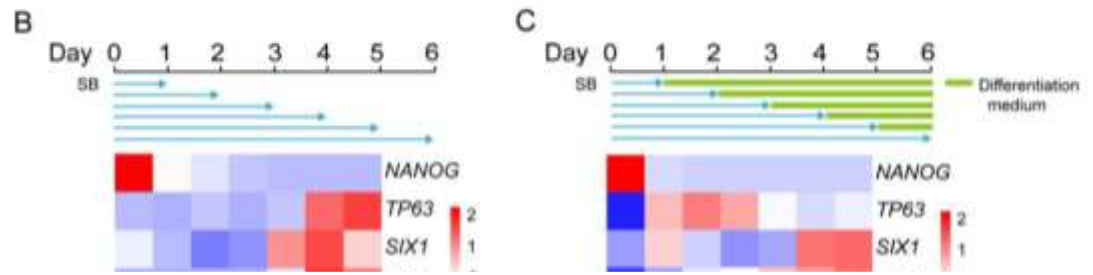 B
Day 0 1 2 3 4 5 6
SB
NANOG
TP63
SIX1
2
1
C
Day 0 1 2 3 4 5 6
SB
Differentiation
medium
NANOG
TP63
SIX1
2
1